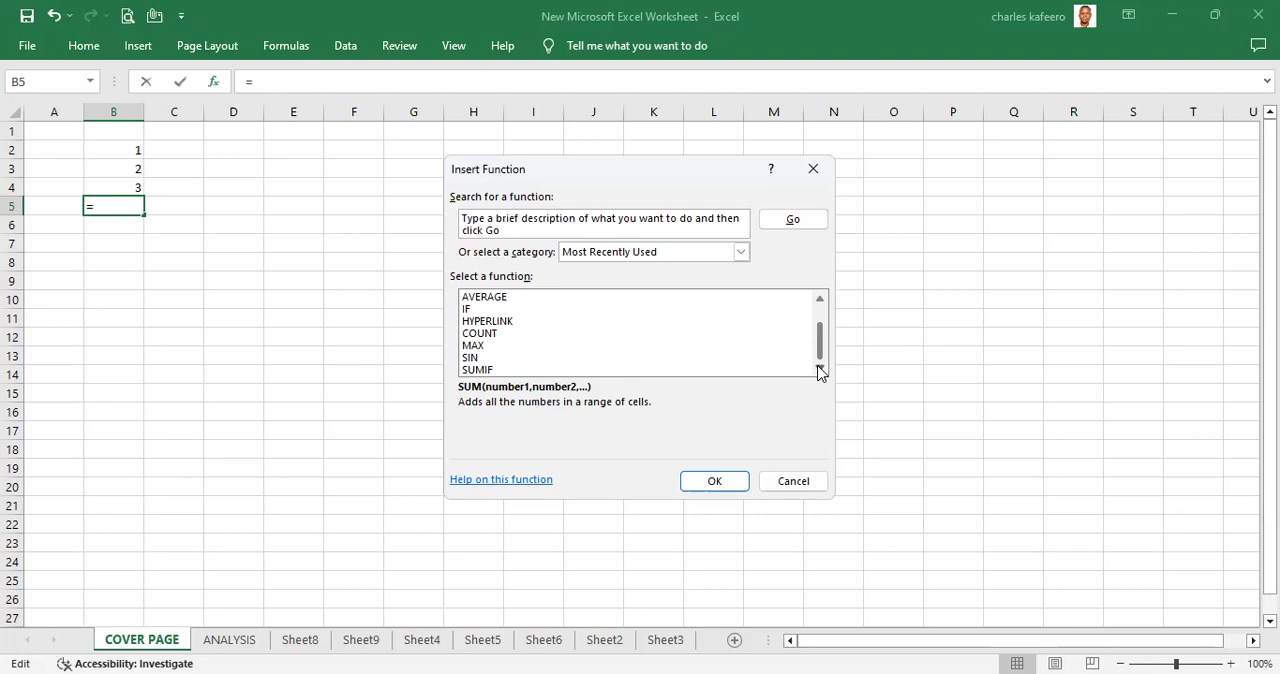 New Microsoft Excel Worksheet - Excel
charles kafeero
File Home Insert Page Layout Formulas Data Review View Help Tell me what you want to do
B5 fx =
A B C D E F G H I J K L M N O P Q R S T U
1
2 1
3 2
4 3
5 =
6
7
8
9
10
11
12
13
14
15
16
17
18
19
20
21
22
23
24
25
26
27
Insert Function ?
Search for a function:
Type a brief description of what you want to do and then
click Go
Go
Or select a category: Most Recently Used
Select a function:
AVERAGE
IF
HYPERLINK
COUNT
MAX
SIN
SUMIF
SUM(number1,number2,...)
Adds all the numbers in a range of cells.
Help on this function OK Cancel
COVER PAGE ANALYSIS Sheet8 Sheet9 Sheet4 Sheet5 Sheet6 Sheet2 Sheet3
Edit Accessibility: Investigate 100%